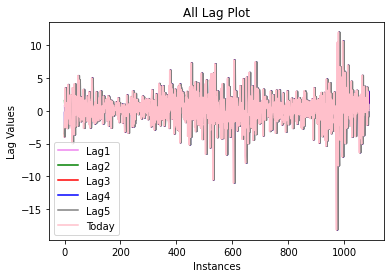 All Lag Plot
Lag Values
10
5
0
−5
−10
−15
Lag1
Lag2
Lag3
Lag4
Lag5
Today
0
200
400
600
800
1000
Instances